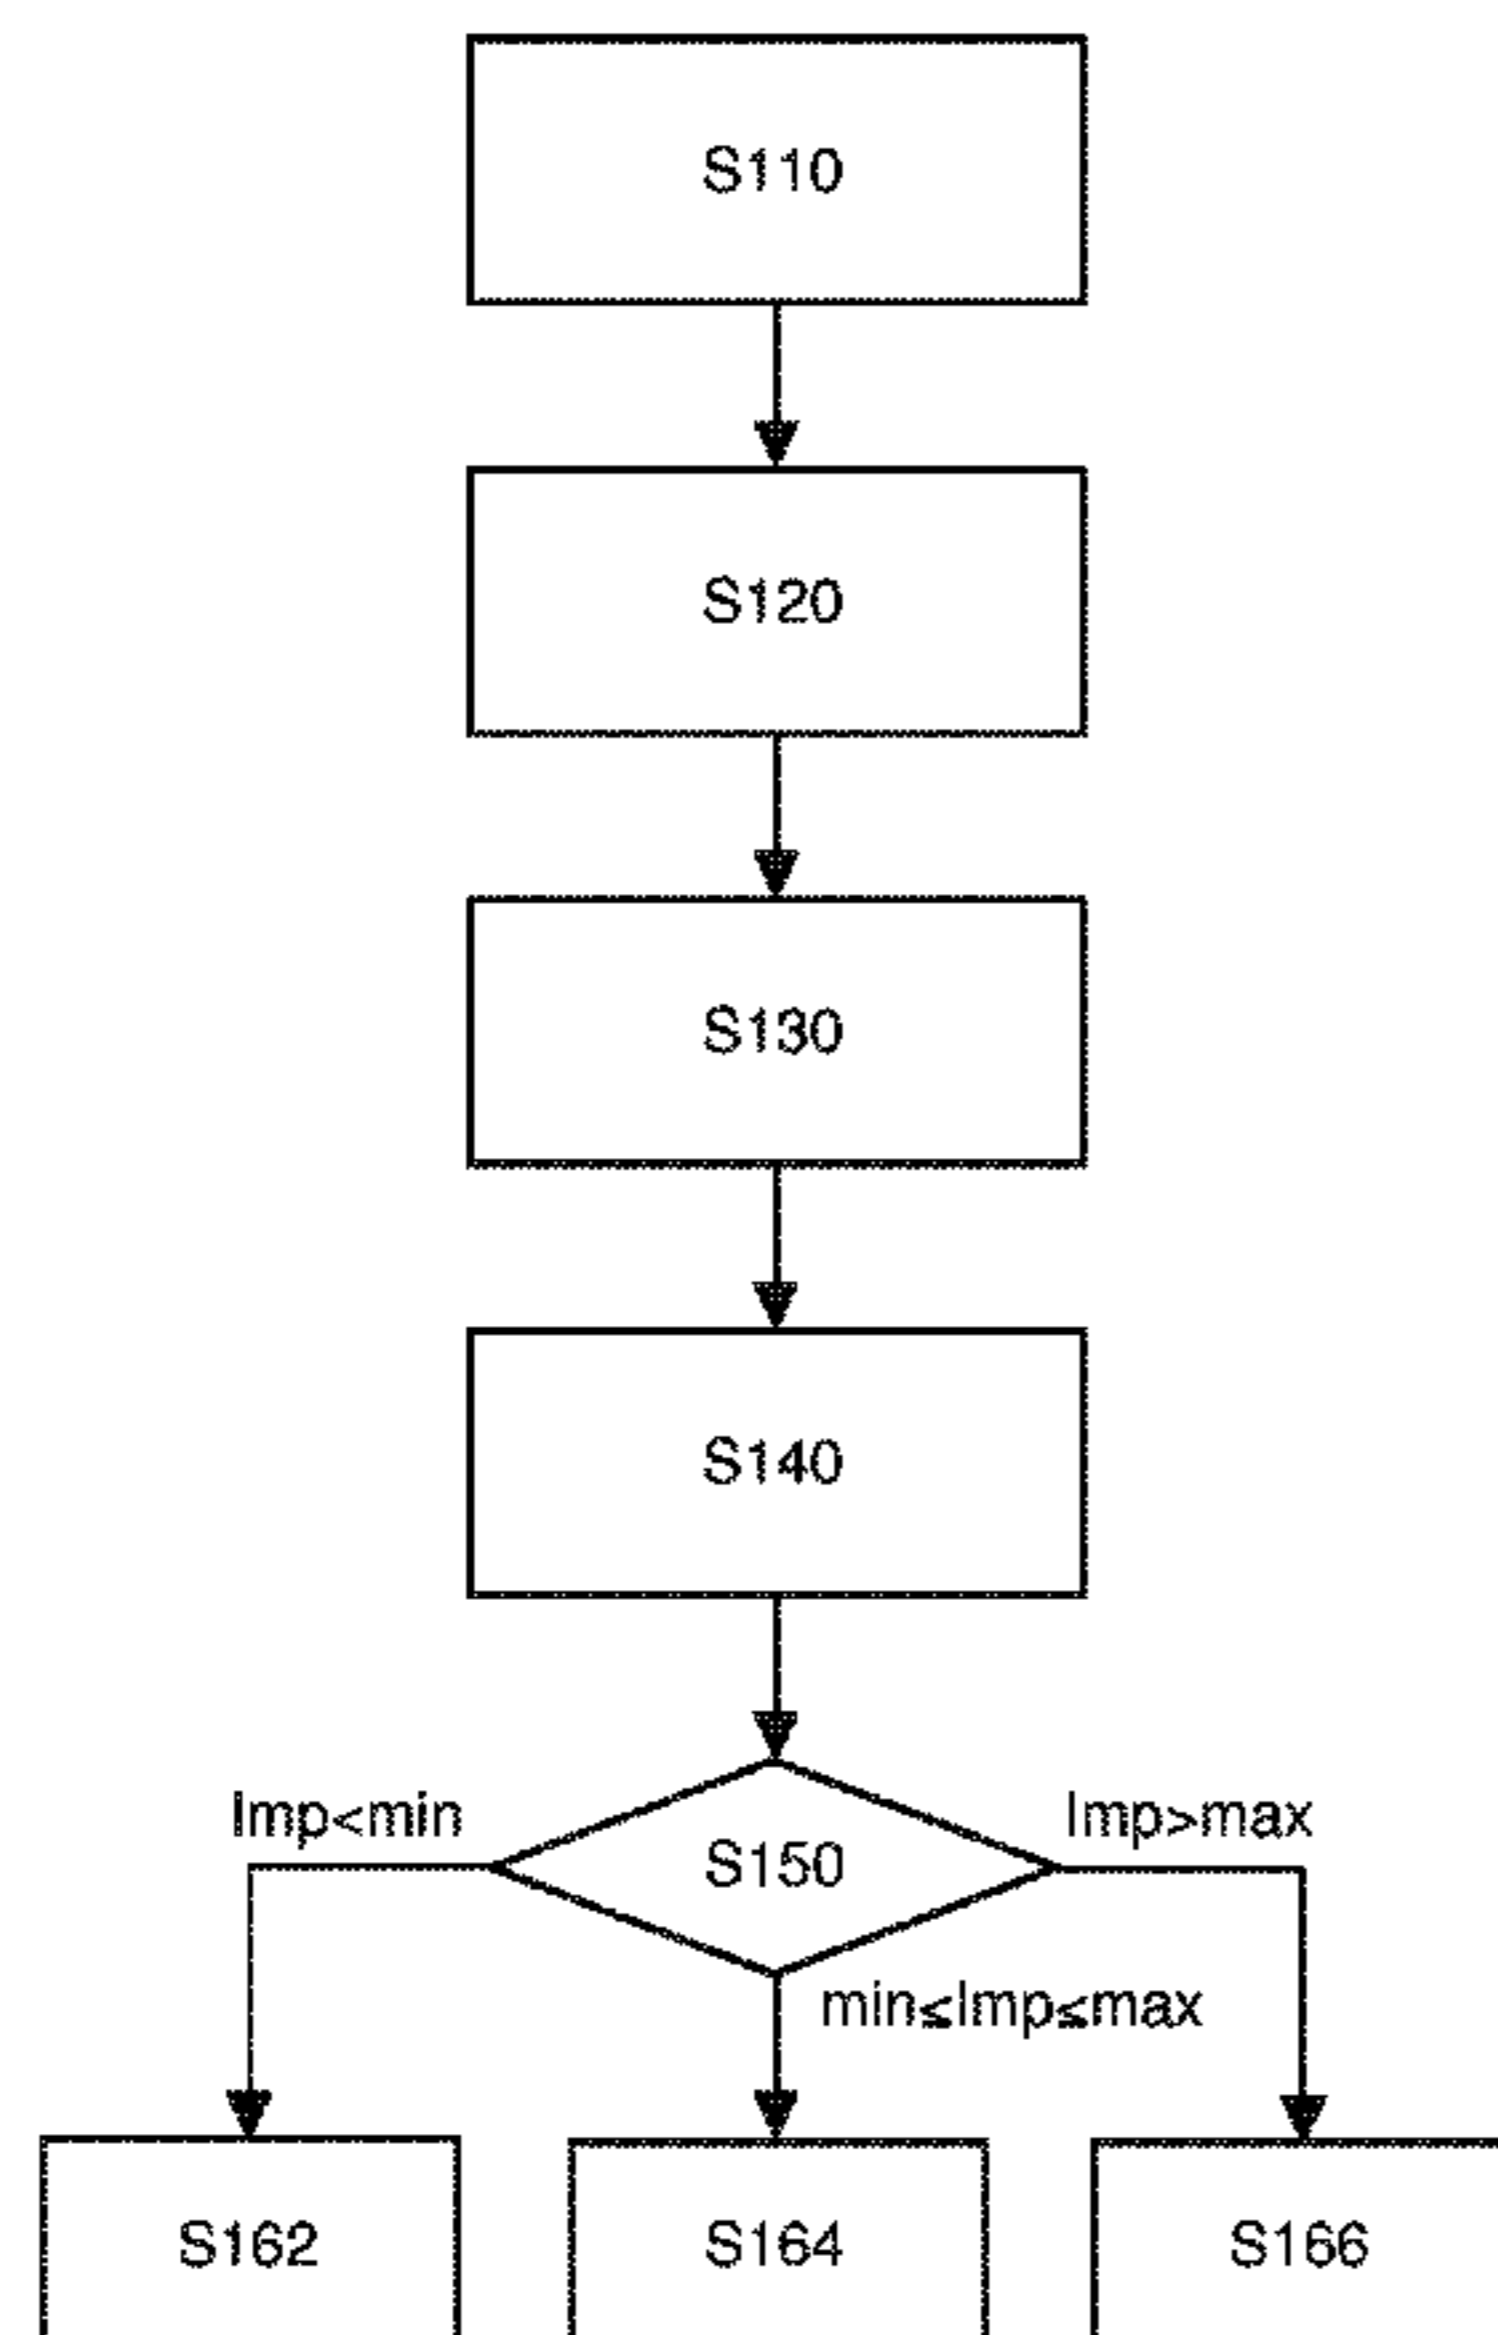 S110
S120
S130
S140
Imp<min
Imp>max
S150
min≤Imp≤max
S162
S164
S166